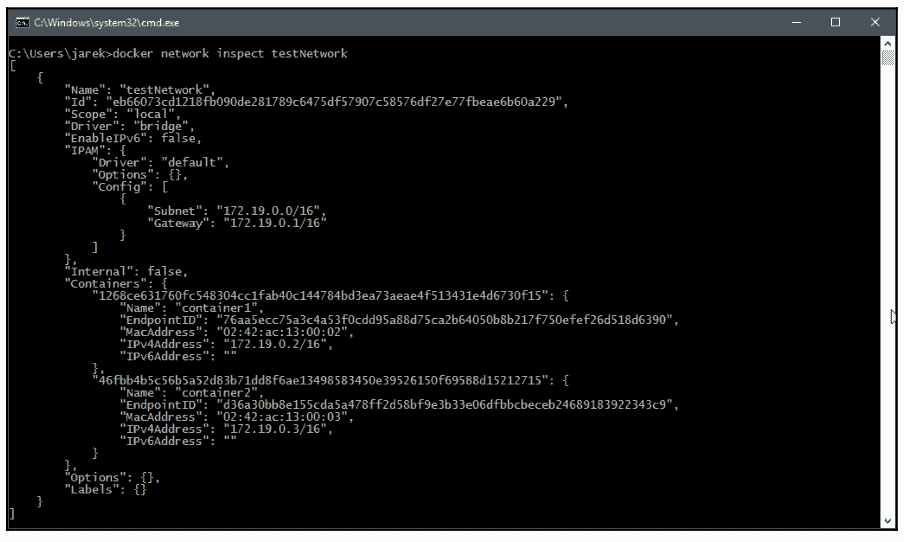 C:\Windows\system32\cmd.exe
C:\Users\jarek>docker network inspect testNetwork
[
    {
        "Name": "testNetwork",
        "Id": "eb66073cd1218fb090de281789c6475df57907c58576df27e77fbeae6b60a229",
        "Scope": "local",
        "Driver": "bridge",
        "EnableIPv6": false,
        "IPAM": {
            "Driver": "default",
            "Options": {},
            "Config": [
                {
                    "Subnet": "172.19.0.0/16",
                    "Gateway": "172.19.0.1/16"
                }
            ]
        },
        "Internal": false,
        "Containers": {
            "1268ce631760fc548304cc1fab40c144784bd3ea73aeae4f513431e4d6730f15": {
                "Name": "container1",
                "EndpointID": "76aa5ecc75a3c4a53f0cdd95a88d75ca2b64050b8b217f750efef26d518d6390",
                "MacAddress": "02:42:ac:13:00:02",
                "IPv4Address": "172.19.0.2/16",
                "IPv6Address": ""
            },
            "46fbb4b5c56b5a52d83b71dd8f6ae13498583450e39526150f69588d15212715": {
                "Name": "container2",
                "EndpointID": "d36a30bb8e155cda5a478ff2d58bf9e3b33e06dfbbcbeceb24689183922343c9",
                "MacAddress": "02:42:ac:13:00:03",
                "IPv4Address": "172.19.0.3/16",
                "IPv6Address": ""
            }
        },
        "Options": {},
        "Labels": {}
    }
]